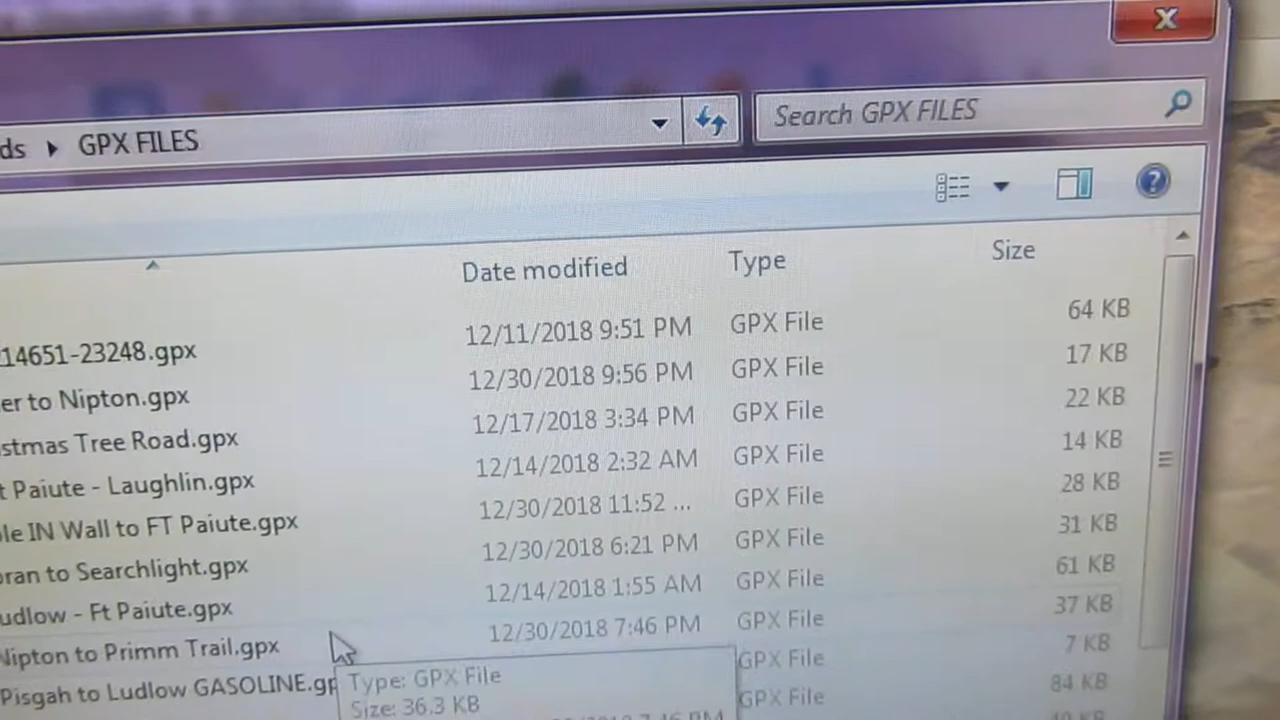 ds GPX FILES Search GPX FILES
Date modified Type Size
14651-23248.gpx 12/11/2018 9:51 PM GPX File 64 KB
er to Nipton.gpx 12/30/2018 9:56 PM GPX File 17 KB
stmas Tree Road.gpx 12/17/2018 3:34 PM GPX File 22 KB
t Paiute - Laughlin.gpx 12/14/2018 2:32 AM GPX File 14 KB
le IN Wall to FT Paiute.gpx 12/30/2018 11:52 ... GPX File 28 KB
oran to Searchlight.gpx 12/30/2018 6:21 PM GPX File 31 KB
udlow - Ft Paiute.gpx 12/14/2018 1:55 AM GPX File 61 KB
Nipton to Primm Trail.gpx 12/30/2018 7:46 PM GPX File 37 KB
Pisgah to Ludlow GASOLINE.gp GPX File 7 KB
Type: GPX File GPX File 84 KB
Size: 36.3 KB